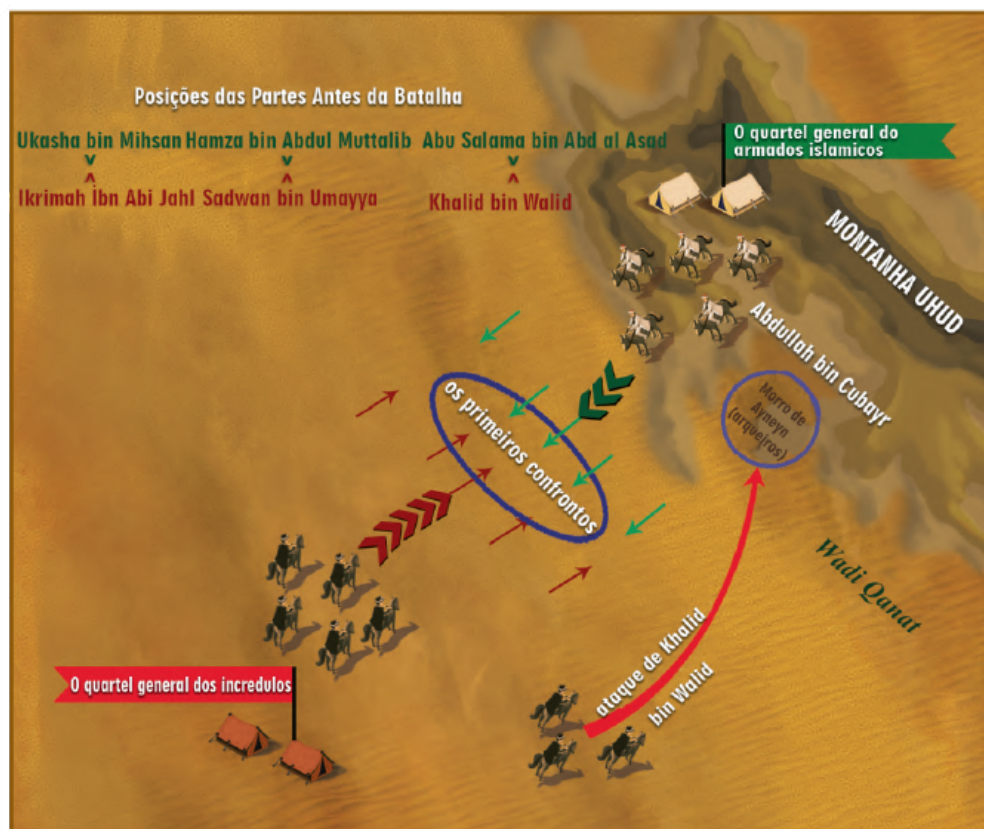 Posições das Partes Antes da Batalha
Ukasha bin Mihsan Hamza bin Abdul Muttalib Abu Salama bin Abd al Asad
Ikrimah İbn Abi Jahl Sadwan bin Umayya Khalid bin Walid
O quartel general do
armados islamicos
MONTANHA UHUD
Abdullah bin Cubayr
Morro de
Ayneyn
(arqueiros)
os primeiros confrontos
Wadi Qanat
ataque de Khalid
bin Walid
O quartel general dos incredulos